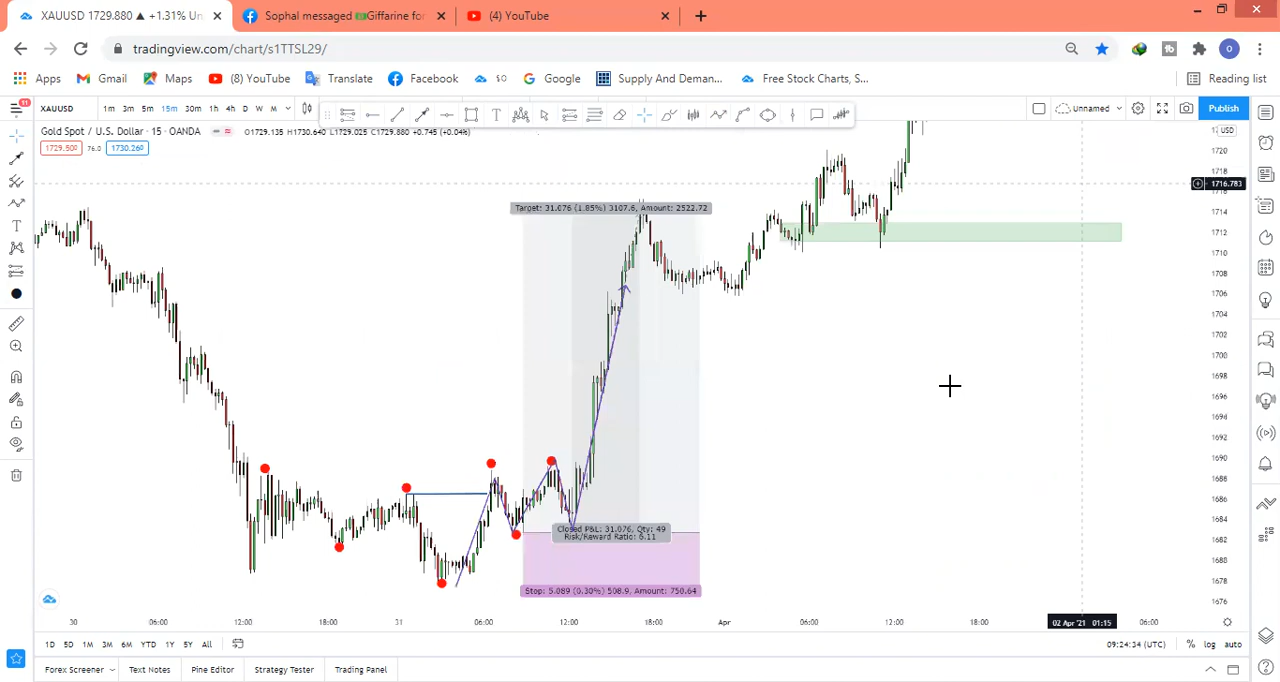 XAUUSD 1729.880 ▲ +1.31% Un
Sophal messaged Giffarine for
(4) YouTube
tradingview.com/chart/s1TTSL29/
Apps
Gmail
Maps
(8) YouTube
Translate
Facebook
Google
Supply And Deman...
Free Stock Charts, S...
Reading list
11
XAUUSD
1m 3m 5m 15m 30m 1h 4h D W M
Unnamed
Publish
Gold Spot / U.S. Dollar · 15 · OANDA
O1729.135 H1730.640 L1729.025 C1729.880 +0.745 (+0.04%)
1729.500
76.0
1730.260
USD
1720
1718
1716.783
1714
1712
1710
1708
1706
1704
1702
1700
1698
1696
1694
1692
1690
1688
1686
1684
1682
1680
1678
1676
Target: 31.076 (1.85%) 3107.6, Amount: 2522.72
Closed P&L: 31.076, Qty: 49
Risk/Reward Ratio: 6.11
Stop: 5.089 (0.30%) 508.9, Amount: 750.64
30 06:00 12:00 18:00 31 06:00 12:00 18:00 Apr 06:00 12:00 18:00 02 Apr '21 01:15 06:00
1D 5D 1M 3M 6M YTD 1Y 5Y All
09:24:34 (UTC)
% log auto
Forex Screener
Text Notes
Pine Editor
Strategy Tester
Trading Panel